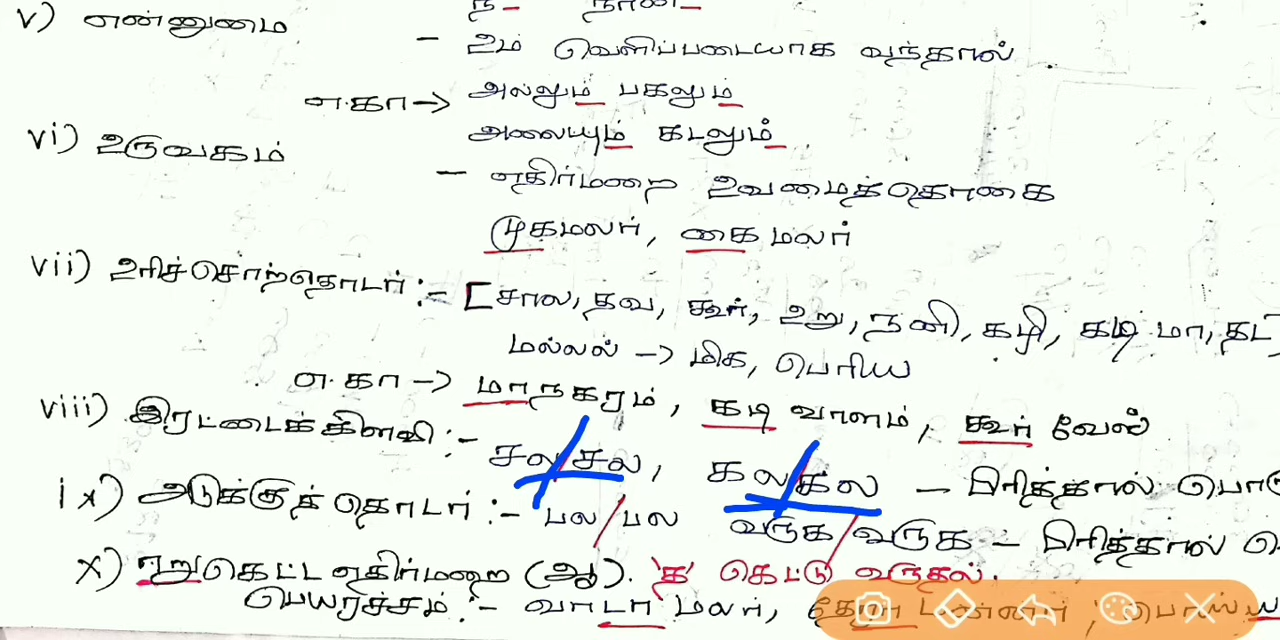 v) எண்ணும்மை
- உம் வெளிப்படையாக வந்தால்
எ.கா → அல்லும் பகலும்
அலையும் கடலும்
vi) உருவகம்
- எதிர்மறை உவமைத்தொகை
முகமலர், கை மலர்
vii) உரிச்சொற்தொடர் :- [சால, தவ, கூர், உறு, நனி, கழி, கடி மா, தட
மல்லல் → மிக, பெரிய
எ.கா → மாநகரம், கடி வாளம், கூர் வேல்
viii) இரட்டைக்கிளவி :- சலசல, கலகல - பிரித்தால் பொரு
ix) அடுக்குத்தொடர் :- பல/பல வருக/வருக - பிரித்தால்
x) ஈறுகெட்ட எதிர்மறை 'த' கெட்டு வருதல்.
பெயரெச்சம் :- வாடா மலர்,